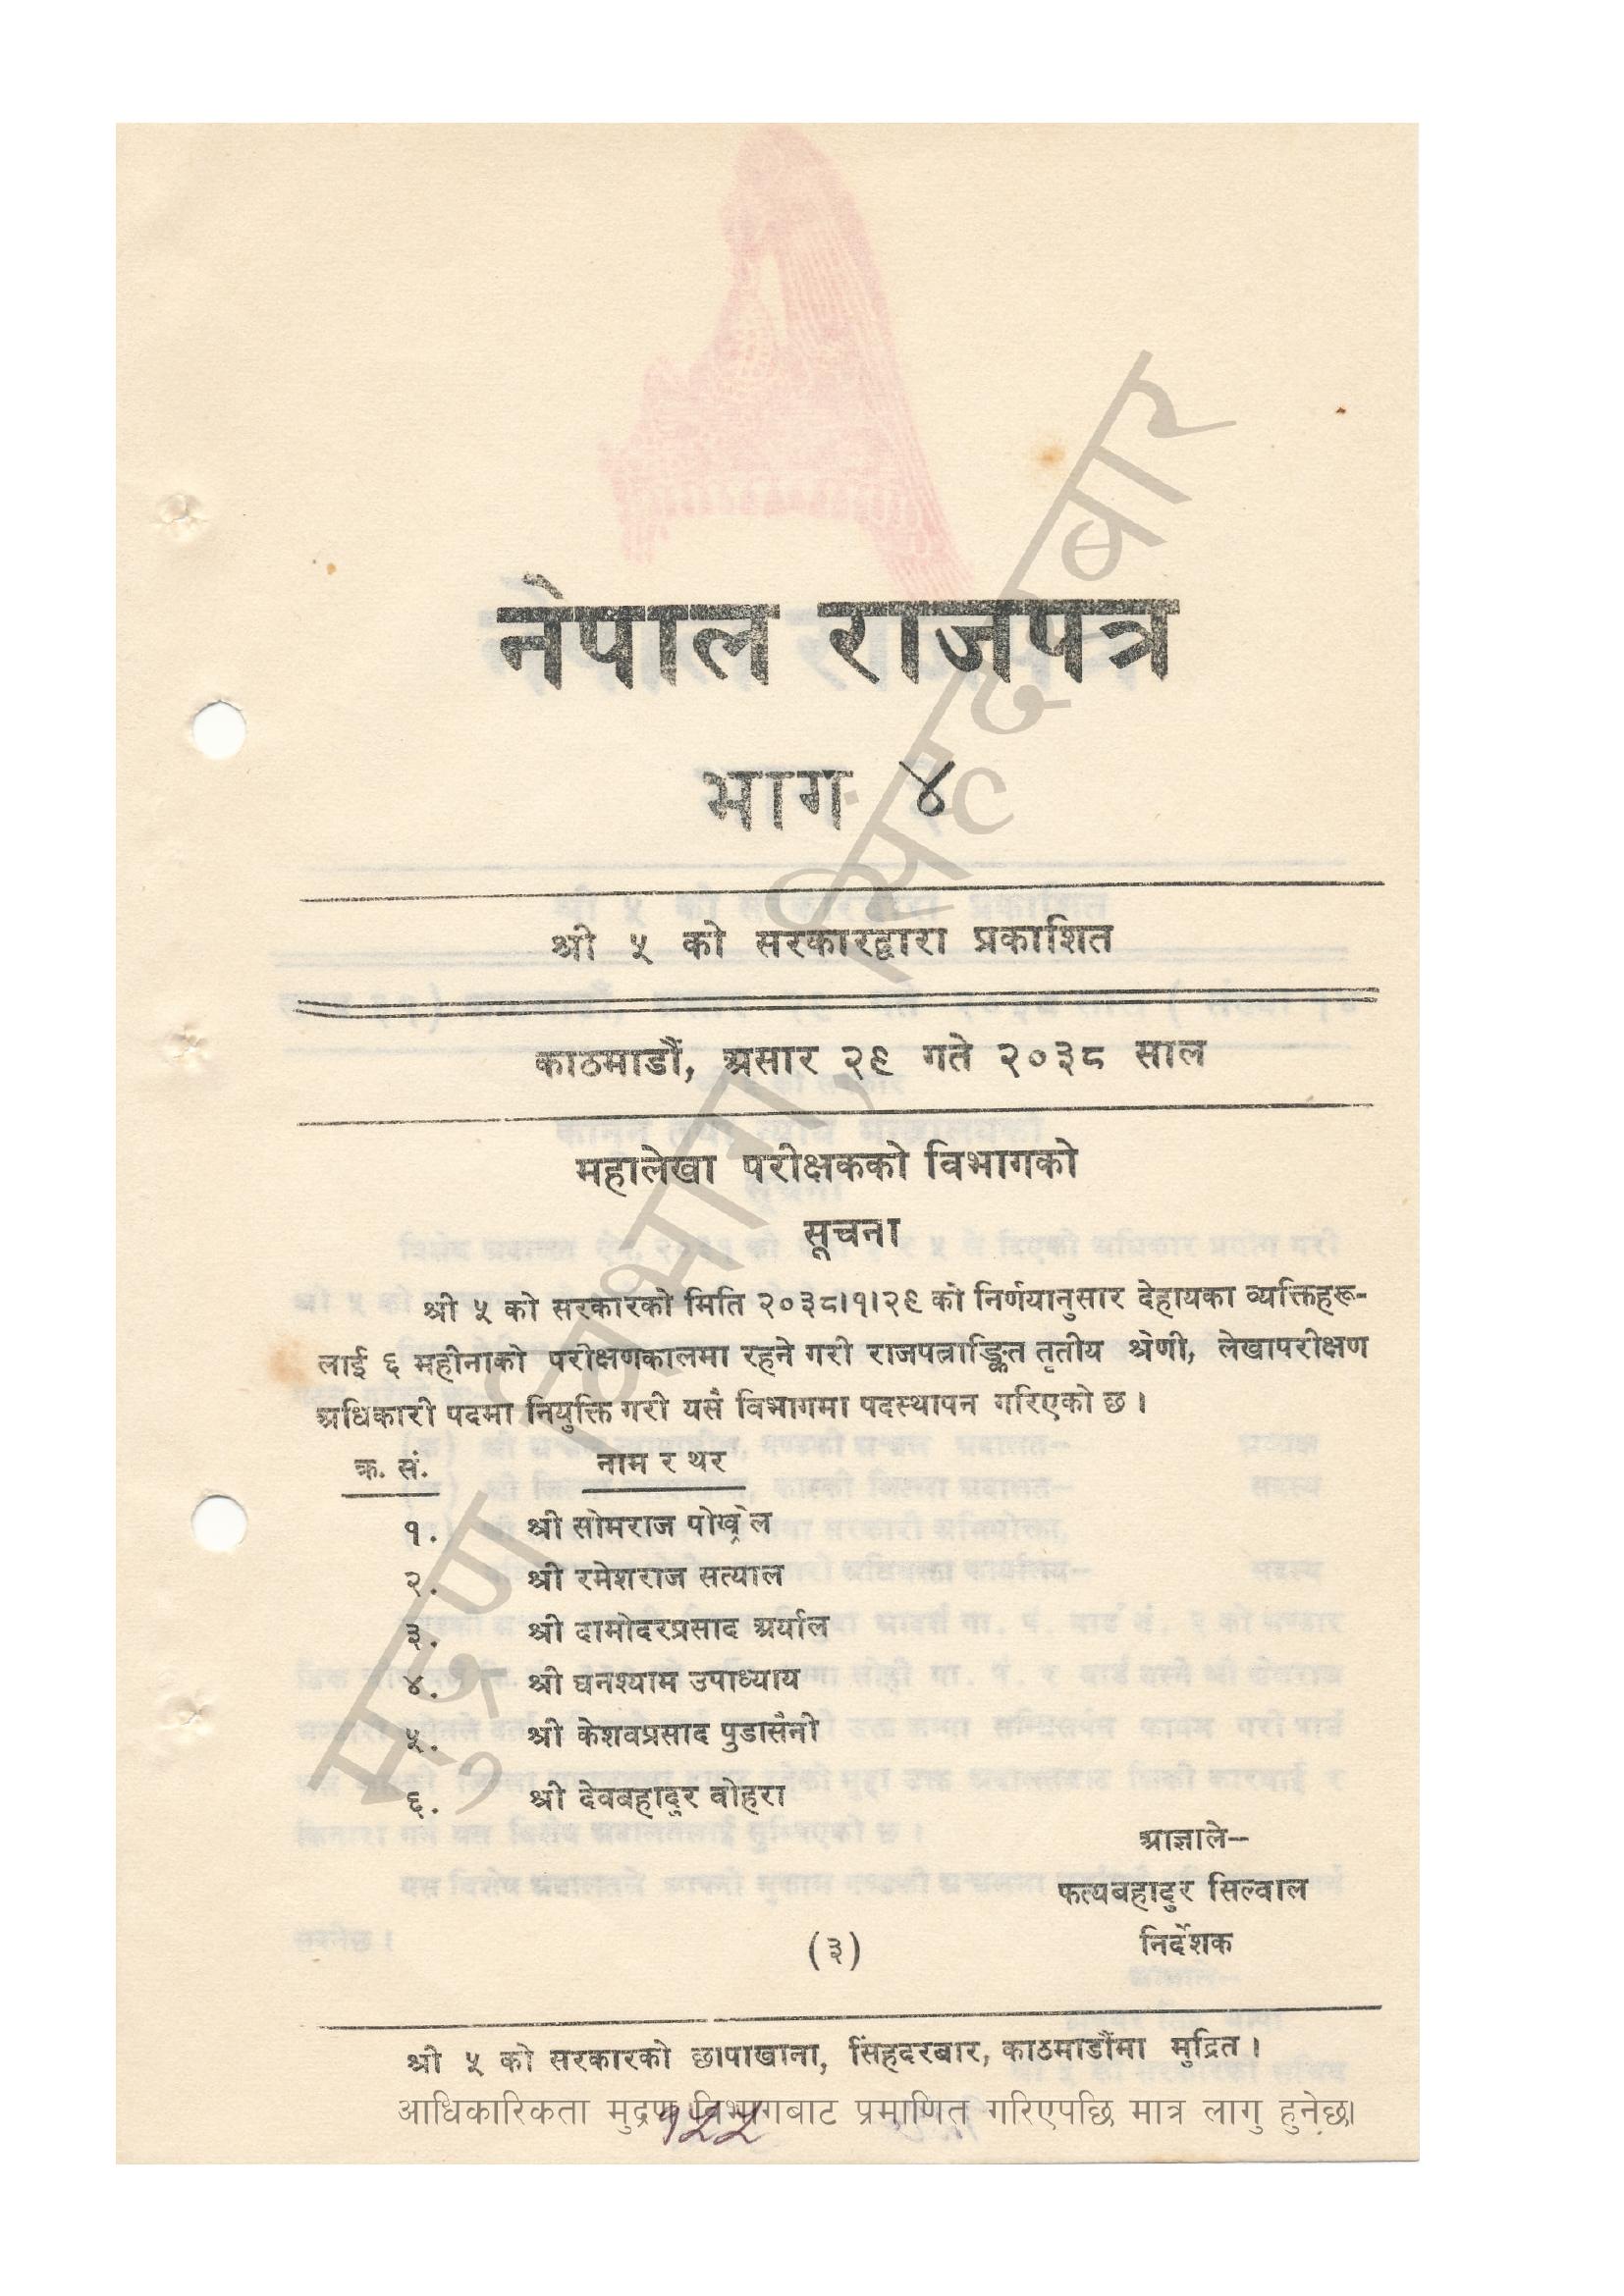 नेपाल राजपत्र
भाग ४
श्री ५ को सरकारद्वारा प्रकाशित
काठमाडौं, असार २९ गते २०३८ साल
महालेखा परीक्षकको विभागको
सूचना
श्री ५ को सरकारको मिति २०३८।१।२९ को निर्णयानुसार देहायका व्यक्तिहरू-
लाई ६ महीनाको परीक्षणकालमा रहने गरी राजपत्राङ्कित तृतीय श्रेणी, लेखापरीक्षण
अधिकारी पदमा नियुक्ति गरी यसै विभागमा पदस्थापन गरिएको छ ।
क्र. सं. नाम र थर
१. श्री सोमराज पोख्रेल
२. श्री रमेशराज सत्याल
३. श्री दामोदरप्रसाद अर्याल
४. श्री घनश्याम उपाध्याय
५. श्री केशवप्रसाद पुडासैनी
६. श्री देवबहादुर वोहरा
आज्ञाले–
फत्यबहादुर सिल्वाल
निर्देशक
(३)
श्री ५ को सरकारको छापाखाना, सिंहदरबार, काठमाडौंमा मुद्रित ।
आधिकारिकता मुद्रण विभागबाट प्रमाणित गरिएपछि मात्र लागु हुनेछ।
१२५
मुद्रण विभाग, सिंहदरबार